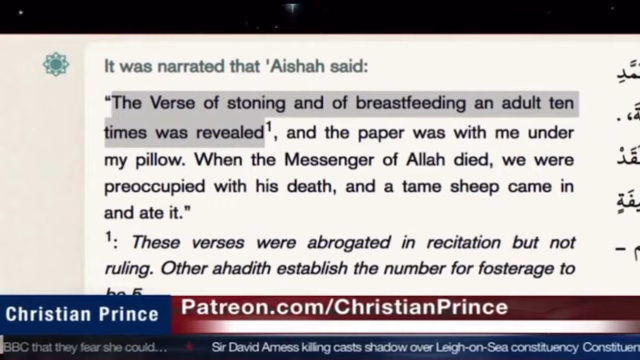 It was narrated that 'Aishah said:
"The Verse of stoning and of breastfeeding an adult ten
times was revealed¹, and the paper was with me under
my pillow. When the Messenger of Allah died, we were
preoccupied with his death, and a tame sheep came in
and ate it."
¹: These verses were abrogated in recitation but not
ruling. Other ahadith establish the number for fosterage to
be 5.
Christian Prince
Patreon.com/ChristianPrince
BBC that they fear she could... Sir David Amess killing casts shadow over Leigh-on-Sea constituency Constituen